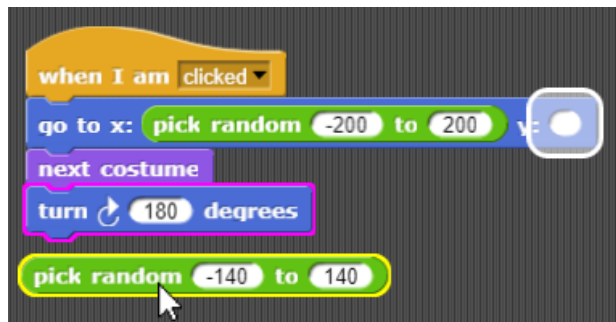 when I am clicked
go to x: pick random -200 to 200 y:
next costume
turn 180 degrees
pick random -140 to 140